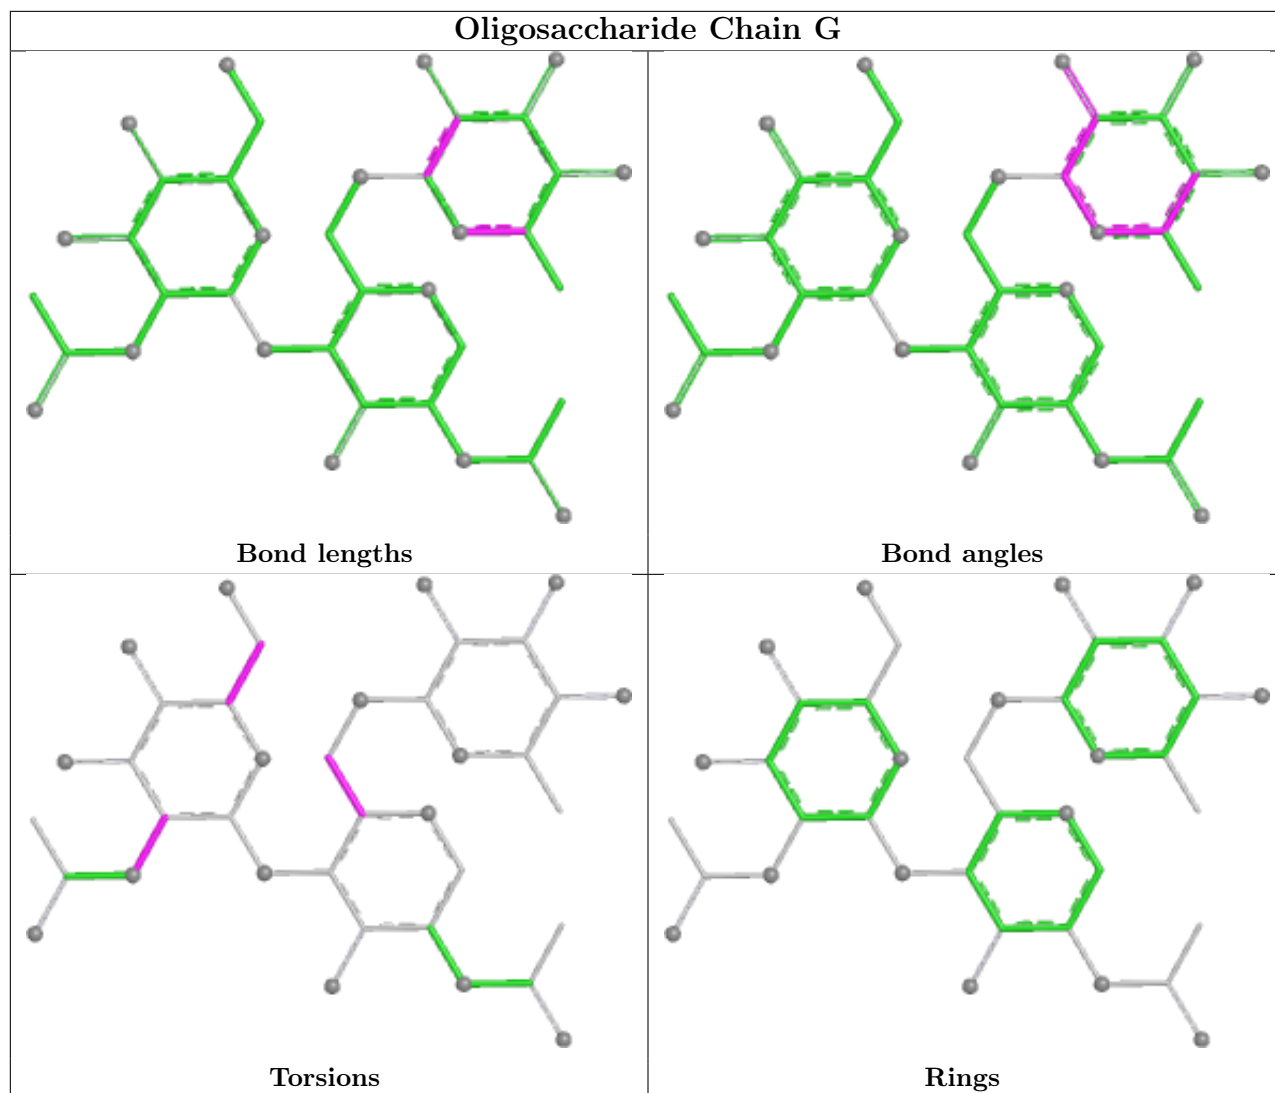 Oligosaccharide Chain G
Bond lengths
Bond angles
Torsions
Rings